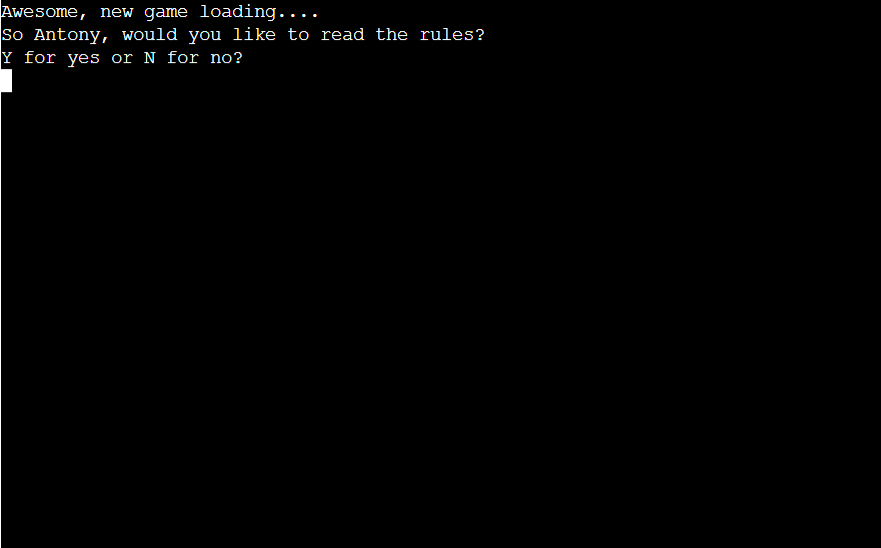 Awesome, new game loading....
So Antony, would you like to read the rules?
Y for yes or N for no?